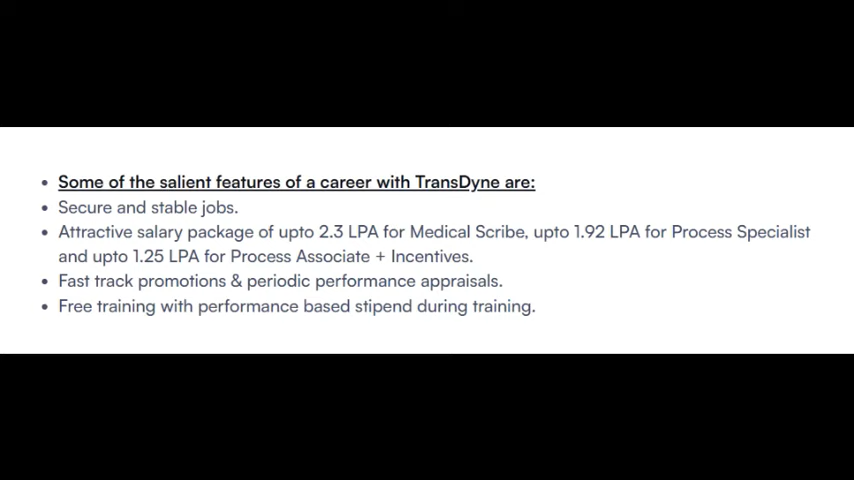 • Some of the salient features of a career with TransDyne are:
• Secure and stable jobs.
• Attractive salary package of upto 2.3 LPA for Medical Scribe, upto 1.92 LPA for Process Specialist
and upto 1.25 LPA for Process Associate + Incentives.
• Fast track promotions & periodic performance appraisals.
• Free training with performance based stipend during training.